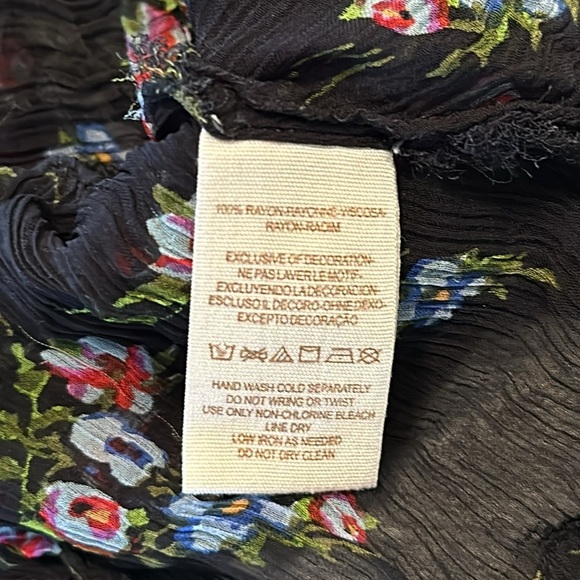 100% RAYON-RAYONNE-VISCOSA-
RAYON-RADIM
EXCLUSIVE OF DECORATION-
NE PAS LAVER LE MOTIF-
EXCLUYENDO LA DECORACION-
ESCLUSO IL DECORO-OHNE DEKO-
EXCEPTO DECORAÇÃO
HAND WASH COLD SEPARATELY
DO NOT WRING OR TWIST
USE ONLY NON-CHLORINE BLEACH
LINE DRY
LOW IRON AS NEEDED
DO NOT DRY CLEAN